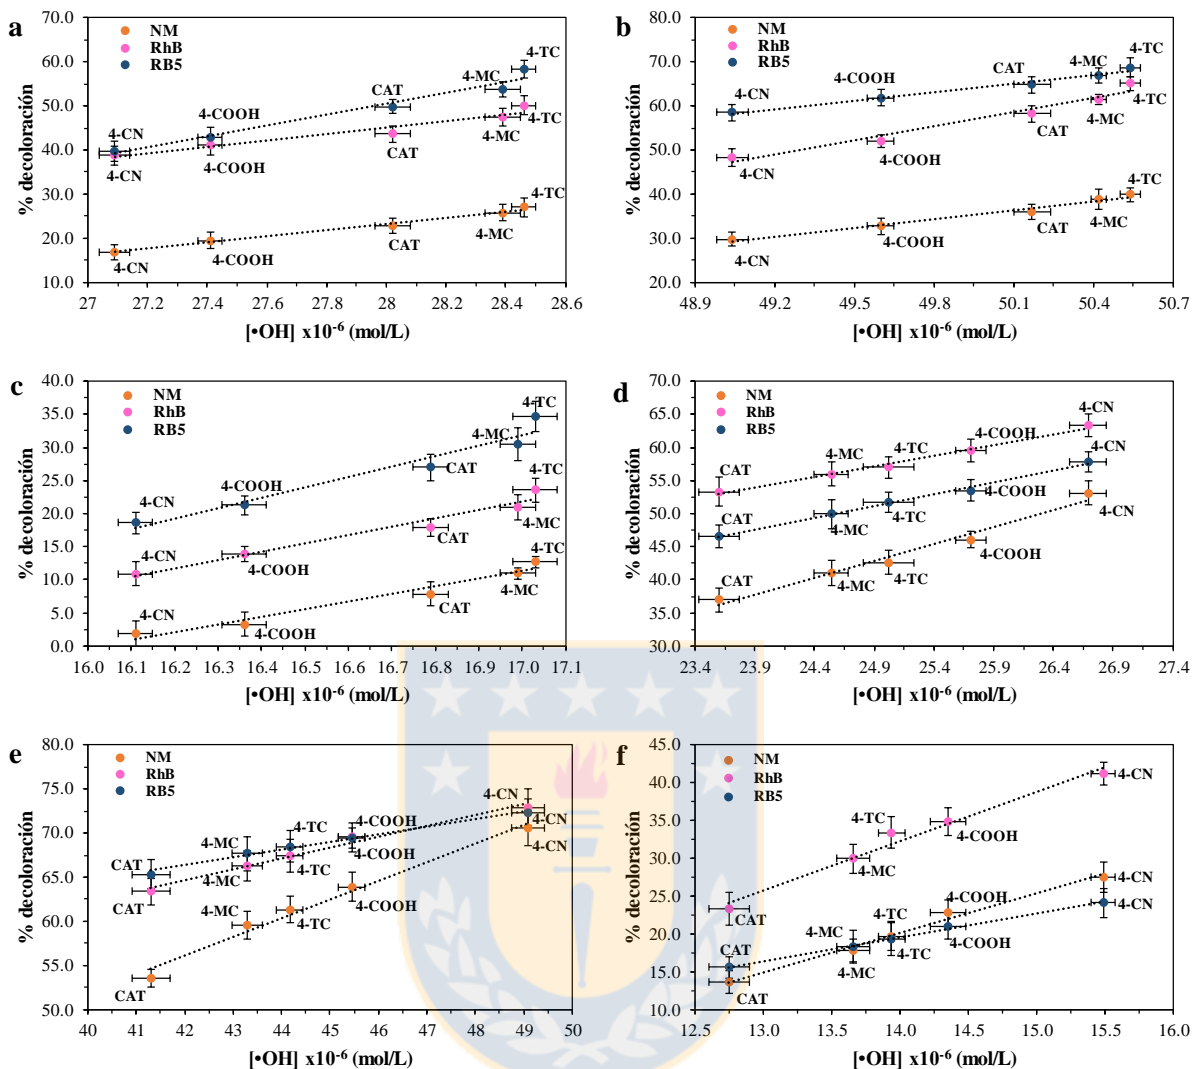 a
NM
RhB
RB5
% decoloración
70.0
60.0
50.0
40.0
30.0
20.0
10.0
4-CN
4-COOH
CAT
4-MC
4-TC
4-CN
4-COOH
CAT
4-MC
4-TC
4-CN
4-COOH
CAT
4-MC
4-TC
27
27.2
27.4
27.6
27.8
28
28.2
28.4
28.6
[•OH] x10-6 (mol/L)
b
NM
RhB
RB5
% decoloración
80.0
70.0
60.0
50.0
40.0
30.0
20.0
4-CN
4-COOH
CAT
4-MC
4-TC
4-CN
4-COOH
CAT
4-MC
4-TC
4-CN
4-COOH
CAT
4-MC
4-TC
48.9
49.2
49.5
49.8
50.1
50.4
50.7
[•OH] x10-6 (mol/L)
c
NM
RhB
RB5
% decoloración
40.0
35.0
30.0
25.0
20.0
15.0
10.0
5.0
0.0
4-CN
4-COOH
CAT
4-MC
4-TC
4-CN
4-COOH
CAT
4-MC
4-TC
4-CN
4-COOH
CAT
4-MC
4-TC
16.0
16.1
16.2
16.3
16.4
16.5
16.6
16.7
16.8
16.9
17.0
17.1
[•OH] x10-6 (mol/L)
d
NM
RhB
RB5
% decoloración
70.0
65.0
60.0
55.0
50.0
45.0
40.0
35.0
30.0
CAT
4-MC
4-TC
4-COOH
4-CN
CAT
4-MC
4-TC
4-COOH
4-CN
CAT
4-MC
4-TC
4-COOH
4-CN
23.4
23.9
24.4
24.9
25.4
25.9
26.4
26.9
27.4
[•OH] x10-6 (mol/L)
e
NM
RhB
RB5
% decoloración
80.0
75.0
70.0
65.0
60.0
55.0
50.0
CAT
4-MC
4-TC
4-COOH
4-CN
CAT
4-MC
4-TC
4-COOH
4-CN
CAT
4-MC
4-TC
4-COOH
4-CN
40
41
42
43
44
45
46
47
48
49
50
[•OH] x10-6 (mol/L)
f
NM
RhB
RB5
% decoloración
45.0
40.0
35.0
30.0
25.0
20.0
15.0
10.0
CAT
4-MC
4-TC
4-COOH
4-CN
CAT
4-MC
4-TC
4-COOH
4-CN
CAT
4-MC
4-TC
4-COOH
4-CN
12.5
13.0
13.5
14.0
14.5
15.0
15.5
16.0
[•OH] x10-6 (mol/L)